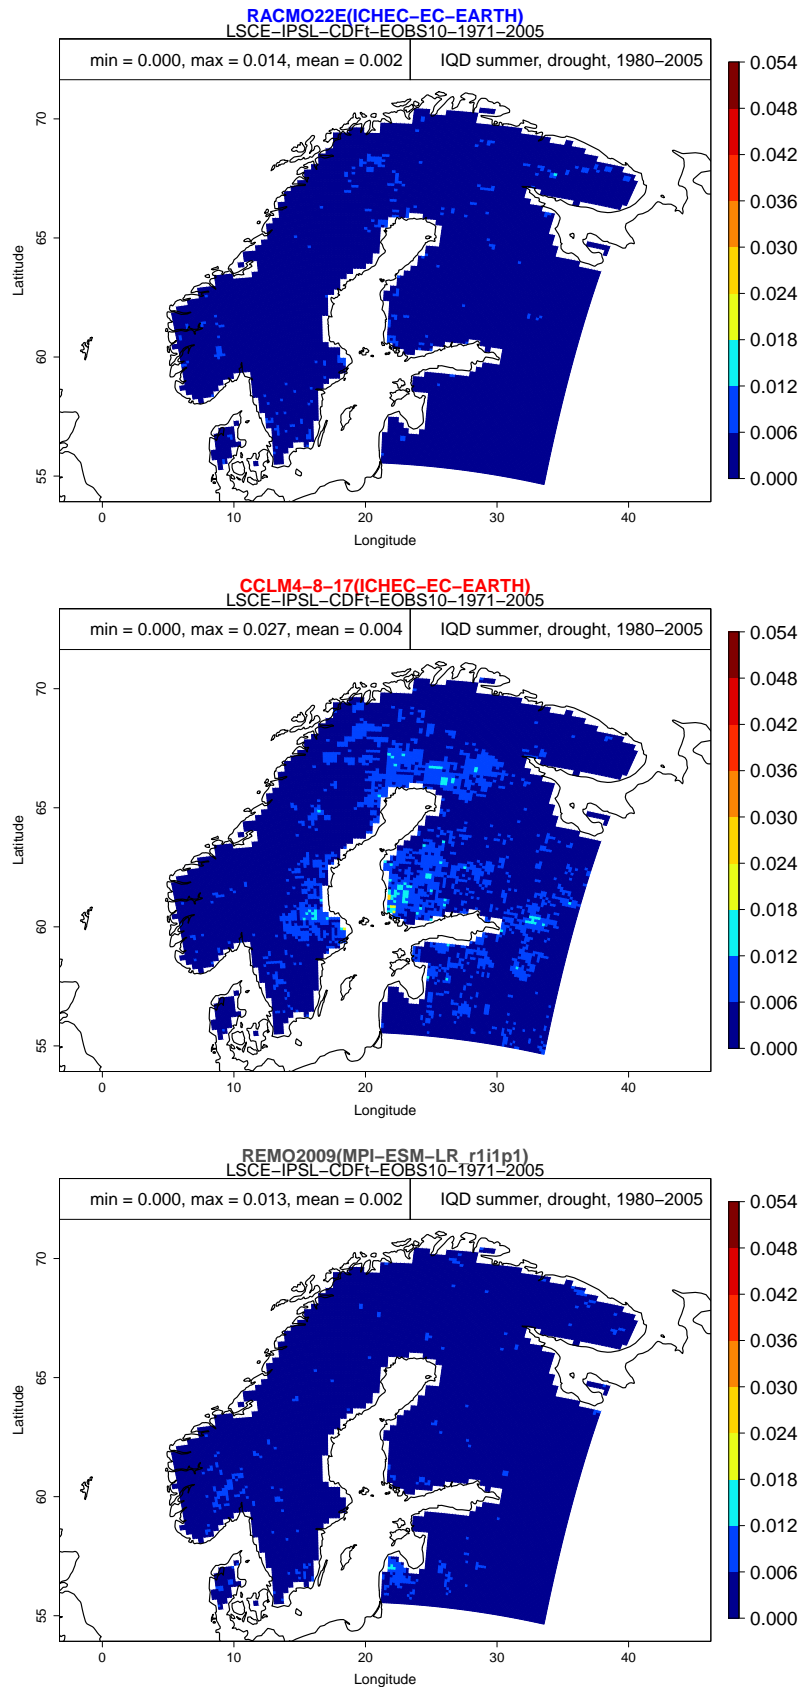 RACMO22E(ICHEC−EC−EARTH)
LSCE−IPSL−CDFt−EOBS10−1971−2005
min = 0.000, max = 0.014, mean = 0.002 IQD summer, drought, 1980−2005
0.054
0.048
0.042
0.036
0.030
0.024
0.018
0.012
0.006
0.000
70
65
60
55
Latitude
0 10 20 30 40
Longitude
CCLM4−8−17(ICHEC−EC−EARTH)
LSCE−IPSL−CDFt−EOBS10−1971−2005
min = 0.000, max = 0.027, mean = 0.004 IQD summer, drought, 1980−2005
0.054
0.048
0.042
0.036
0.030
0.024
0.018
0.012
0.006
0.000
70
65
60
55
Latitude
0 10 20 30 40
Longitude
REMO2009(MPI−ESM−LR_r1i1p1)
LSCE−IPSL−CDFt−EOBS10−1971−2005
min = 0.000, max = 0.013, mean = 0.002 IQD summer, drought, 1980−2005
0.054
0.048
0.042
0.036
0.030
0.024
0.018
0.012
0.006
0.000
70
65
60
55
Latitude
0 10 20 30 40
Longitude